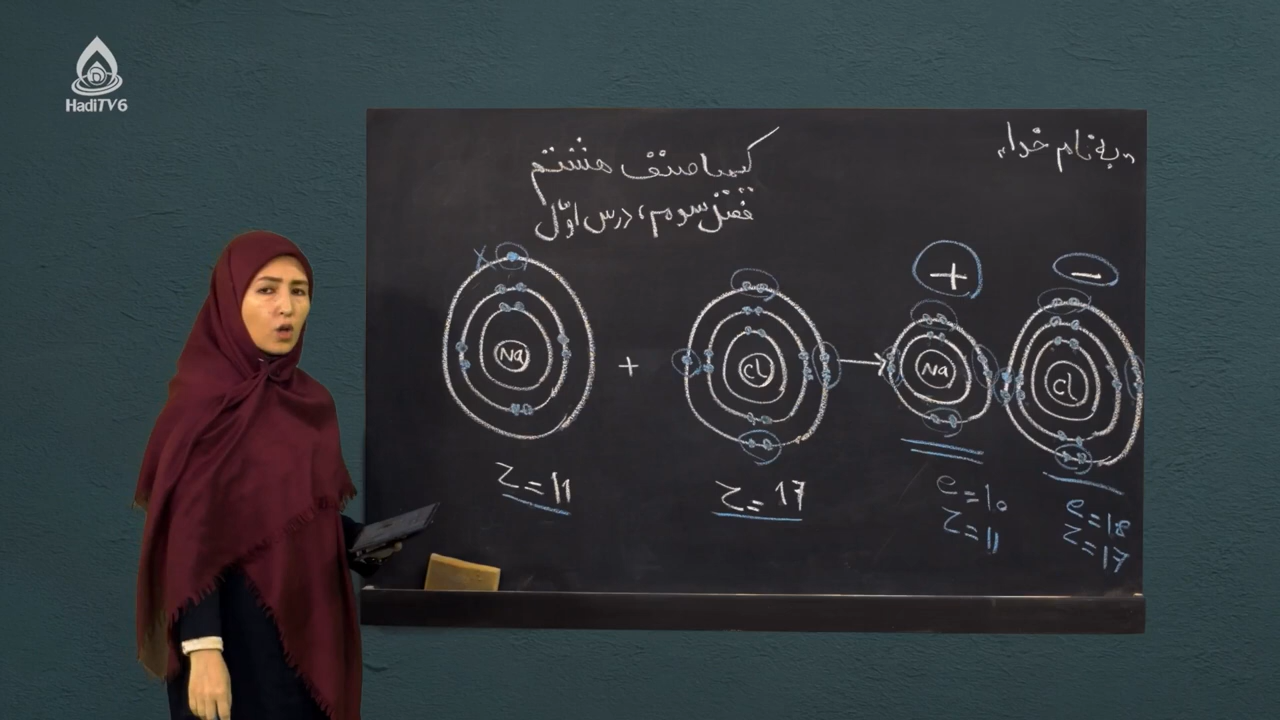 HadiTV6
"به نام خدا"
کیمیا صنف هشتم
فصل سوم، درس اول
+ -
Na + Cl → Na Cl
Z=11
Z=17
e=10
Z=11
e=18
Z=17